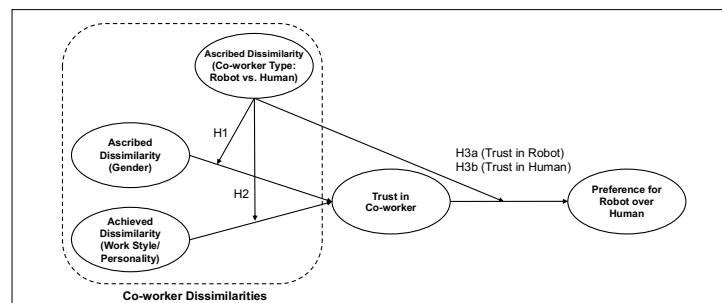 Ascribed Dissimilarity
(Co-worker Type:
Robot vs. Human)
H1
Ascribed
Dissimilarity
(Gender)
H3a (Trust in Robot)
H3b (Trust in Human)
H2
Trust in
Co-worker
Preference for
Robot over
Human
Achieved
Dissimilarity
(Work Style/
Personality)
Co-worker Dissimilarities